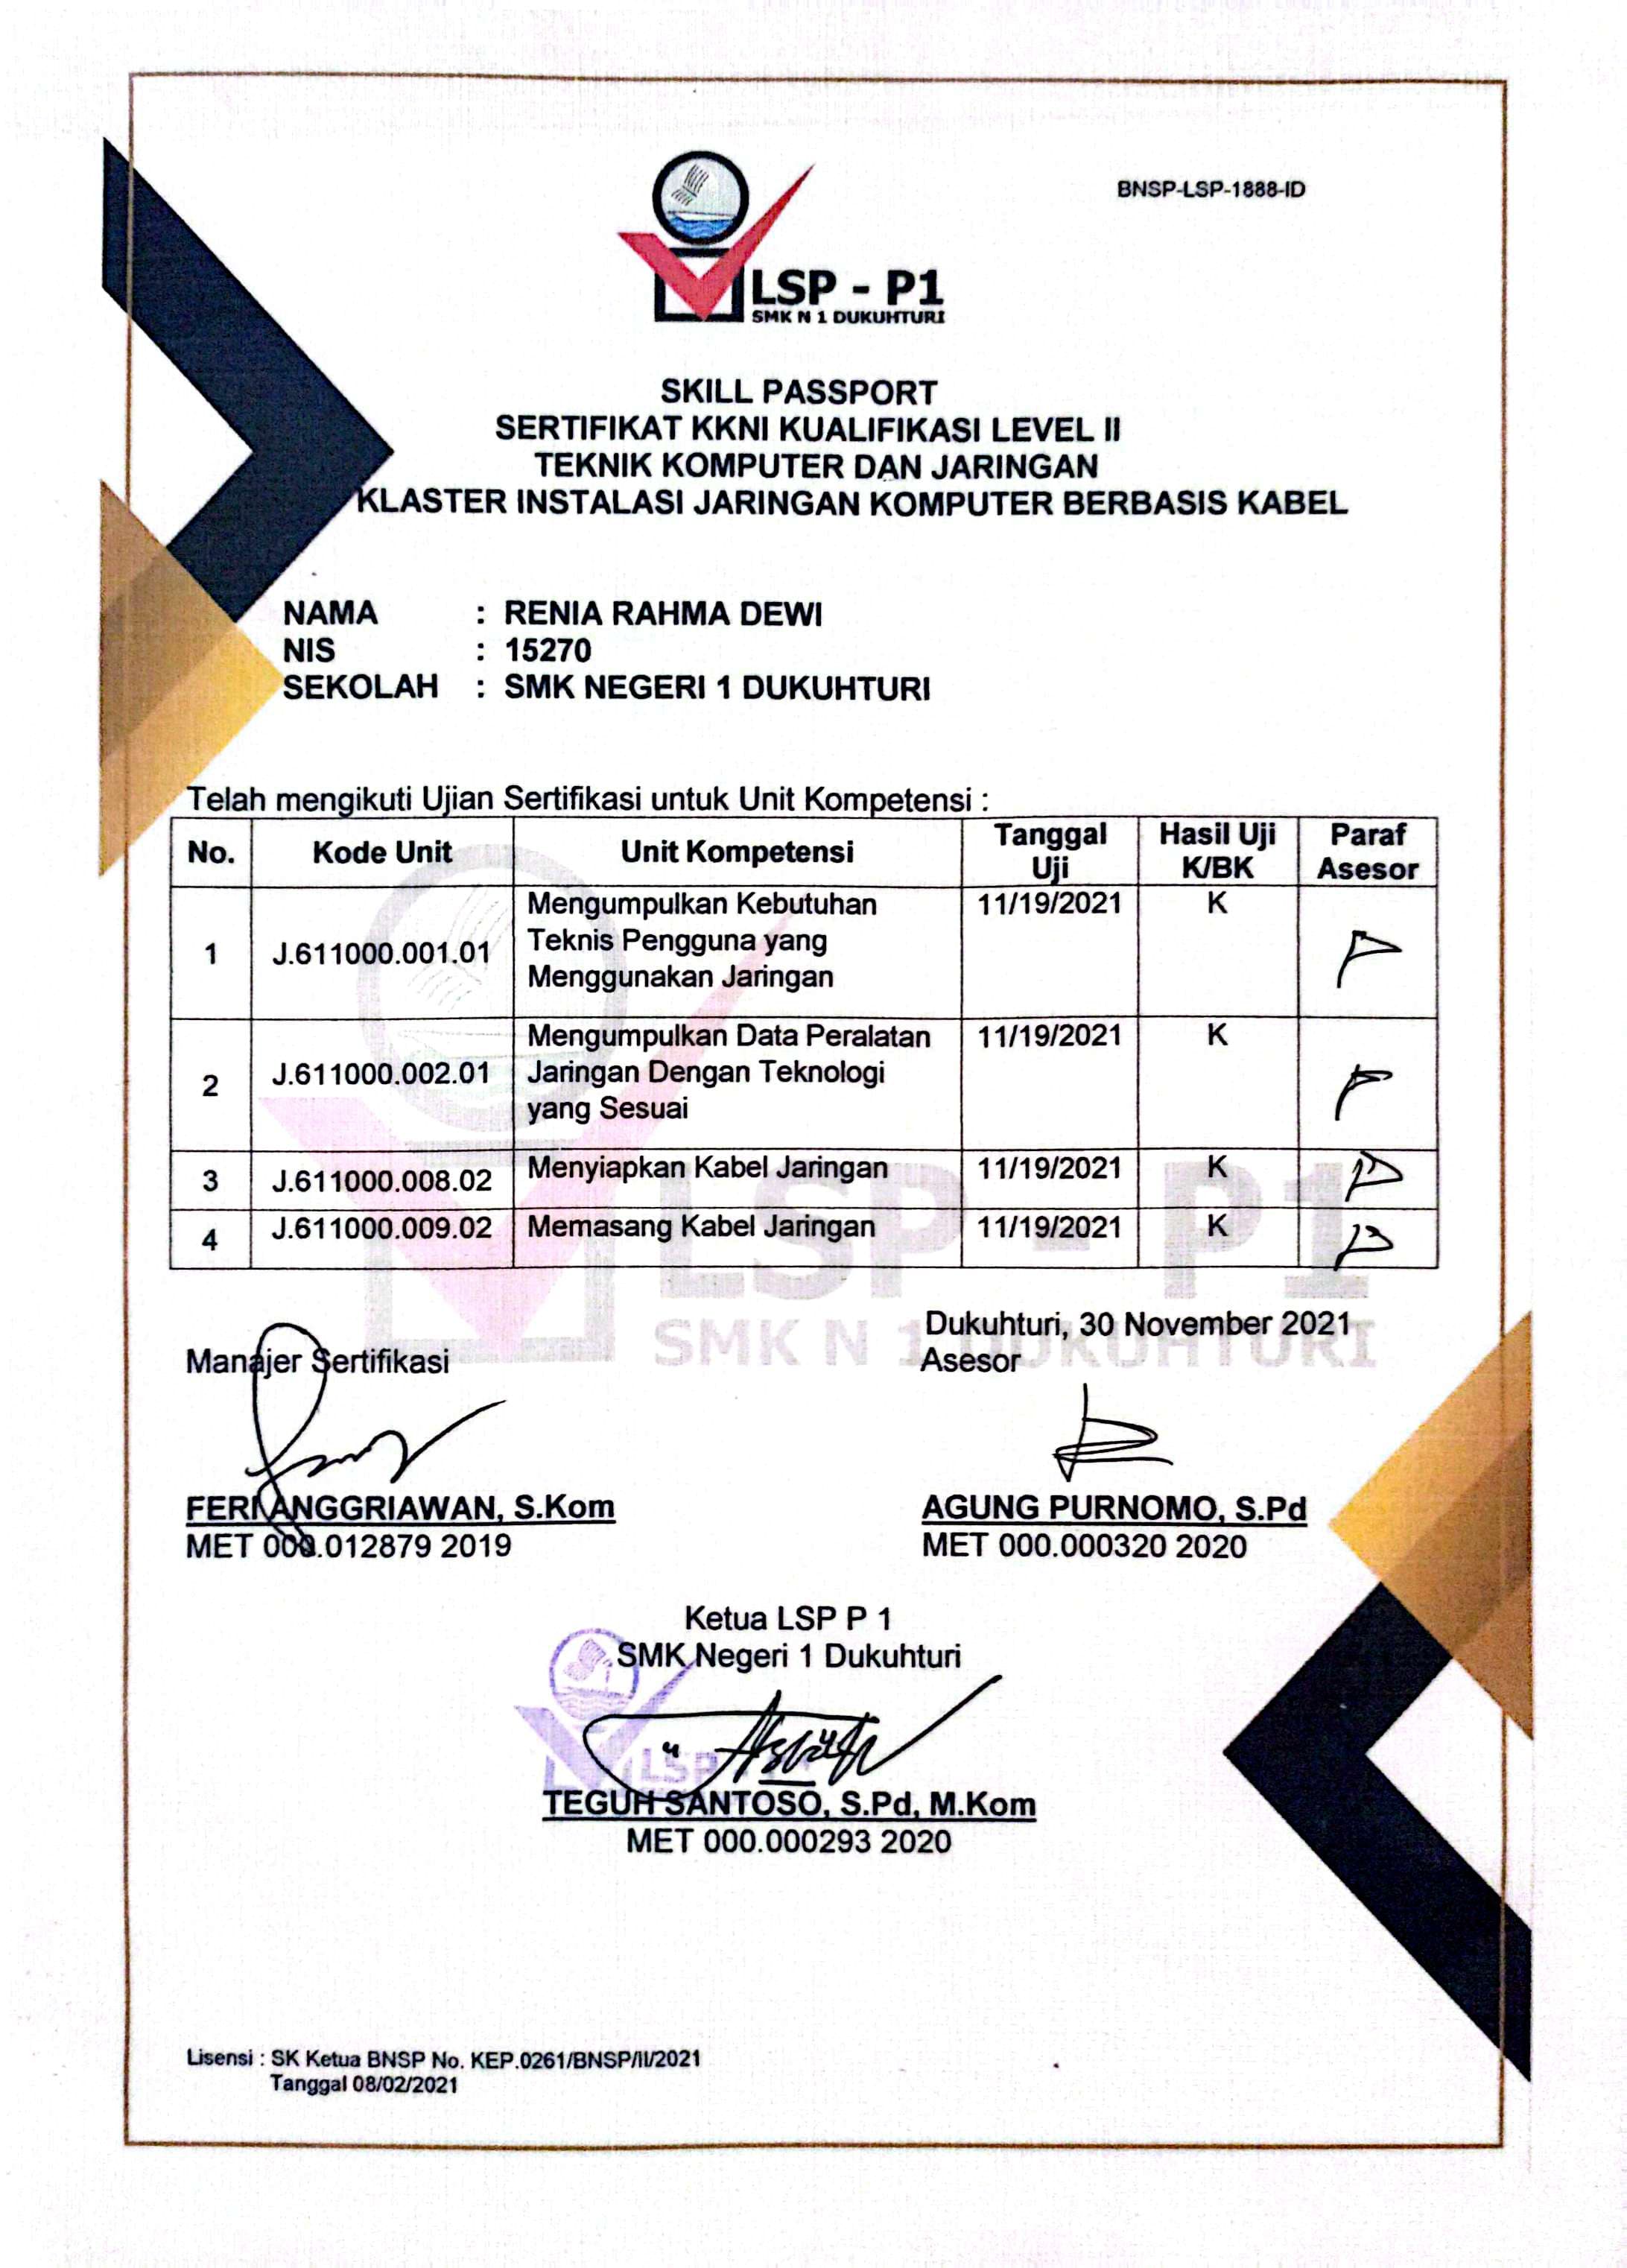 BNSP-LSP-1888-ID
LSP - P1
SMK N 1 DUKUHTURI
SKILL PASSPORT
SERTIFIKAT KKNI KUALIFIKASI LEVEL II
TEKNIK KOMPUTER DAN JARINGAN
KLASTER INSTALASI JARINGAN KOMPUTER BERBASIS KABEL
NAMA : RENIA RAHMA DEWI
NIS : 15270
SEKOLAH : SMK NEGERI 1 DUKUHTURI
Telah mengikuti Ujian Sertifikasi untuk Unit Kompetensi :
No. Kode Unit Unit Kompetensi Tanggal Uji Hasil Uji K/BK Paraf Asesor
1 J.611000.001.01 Mengumpulkan Kebutuhan Teknis Pengguna yang Menggunakan Jaringan 11/19/2021 K
2 J.611000.002.01 Mengumpulkan Data Peralatan Jaringan Dengan Teknologi yang Sesuai 11/19/2021 K
3 J.611000.008.02 Menyiapkan Kabel Jaringan 11/19/2021 K
4 J.611000.009.02 Memasang Kabel Jaringan 11/19/2021 K
LSP - P1
SMK N 1 DUKUHTURI
Dukuhturi, 30 November 2021
Manajer Sertifikasi Asesor
FERI ANGGRIAWAN, S.Kom AGUNG PURNOMO, S.Pd
MET 000.012879 2019 MET 000.000320 2020
Ketua LSP P 1
SMK Negeri 1 Dukuhturi
TEGUH SANTOSO, S.Pd, M.Kom
MET 000.000293 2020
Lisensi : SK Ketua BNSP No. KEP.0261/BNSP/II/2021
Tanggal 08/02/2021